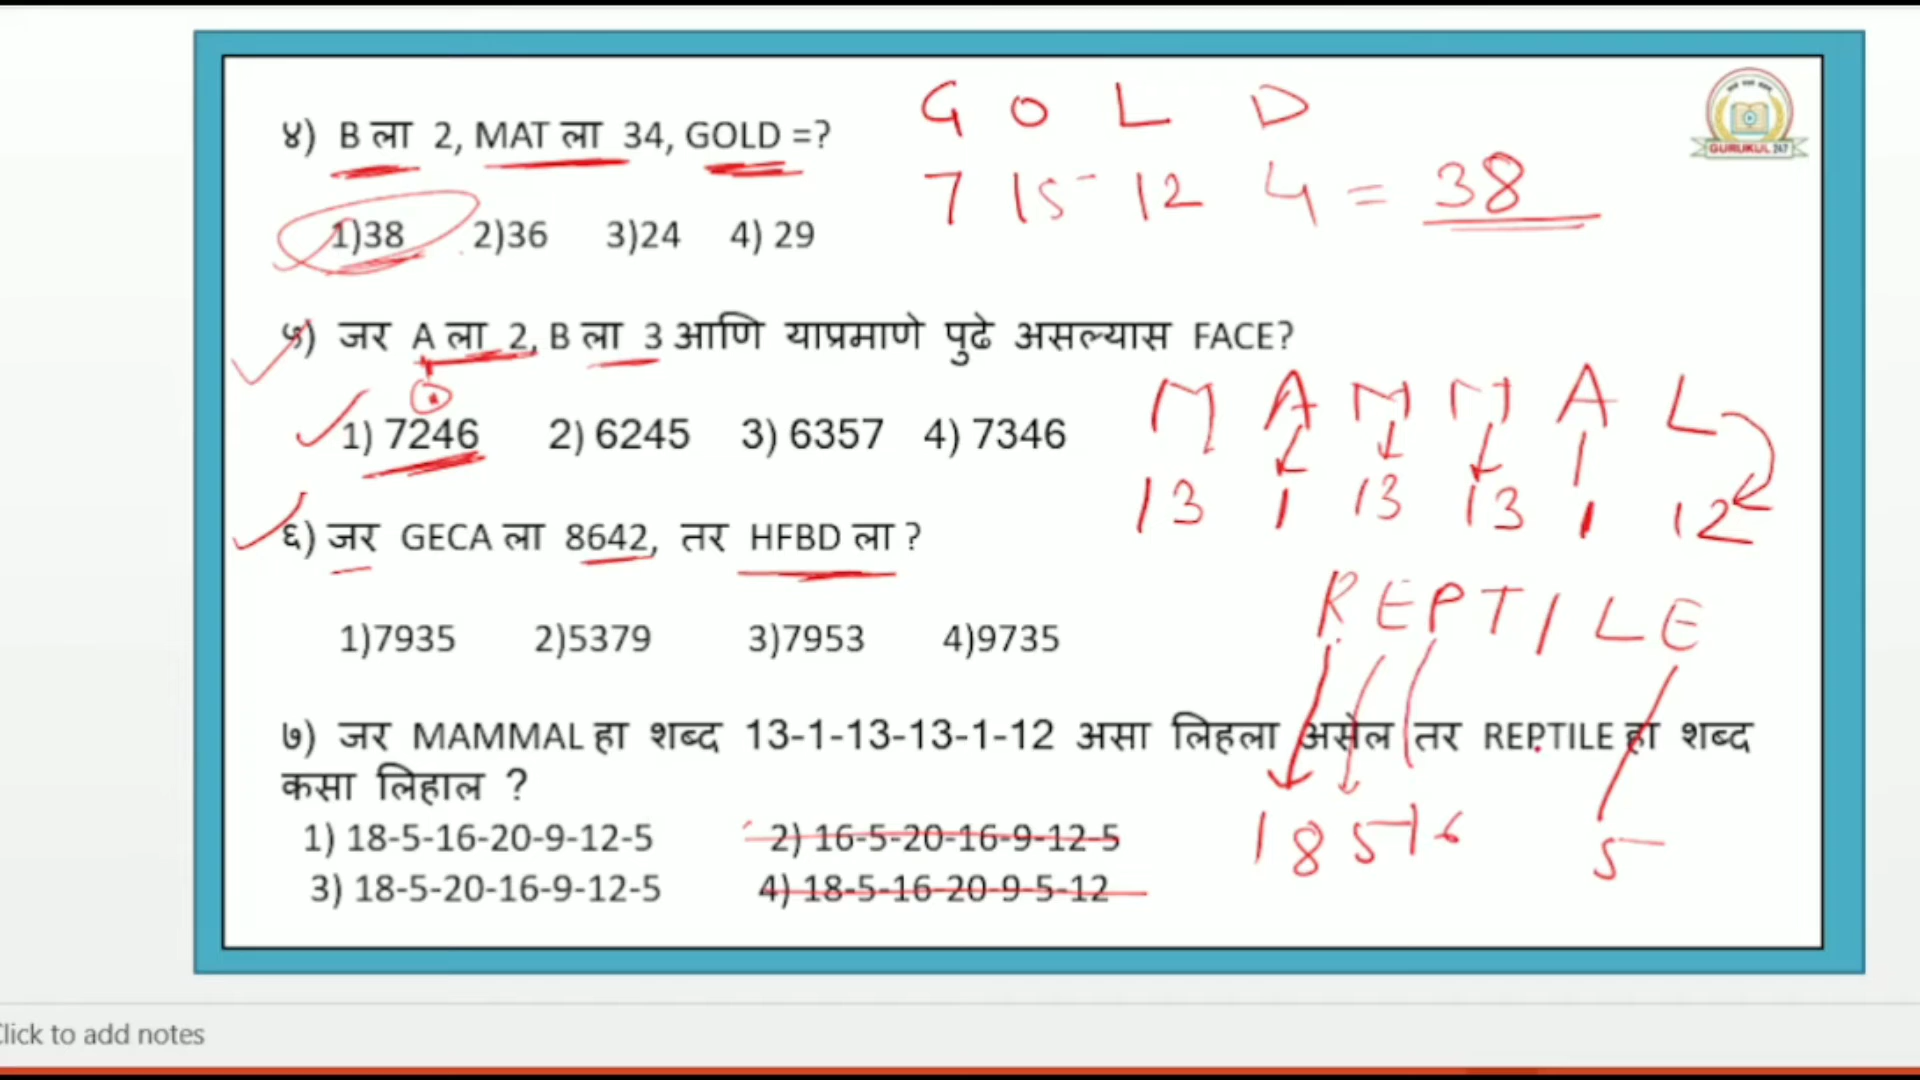 ४) B ला 2, MAT ला 34, GOLD =?
G O L D
7 15 12 4 = 38
GURUKUL 247
1)38 2)36 3)24 4) 29
५) जर A ला 2, B ला 3 आणि याप्रमाणे पुढे असल्यास FACE?
1) 7246 2) 6245 3) 6357 4) 7346
M A M M A L
13 1 13 13 1 12
६) जर GECA ला 8642, तर HFBD ला ?
R E P T I L E
1)7935 2)5379 3)7953 4)9735
७) जर MAMMAL हा शब्द 13-1-13-13-1-12 असा लिहला असेल तर REPTILE हा शब्द
कसा लिहाल ?
1) 18-5-16-20-9-12-5 2) 16-5-20-16-9-12-5
18 5 16 5
3) 18-5-20-16-9-12-5 4) 18-5-16-20-9-5-12
lick to add notes